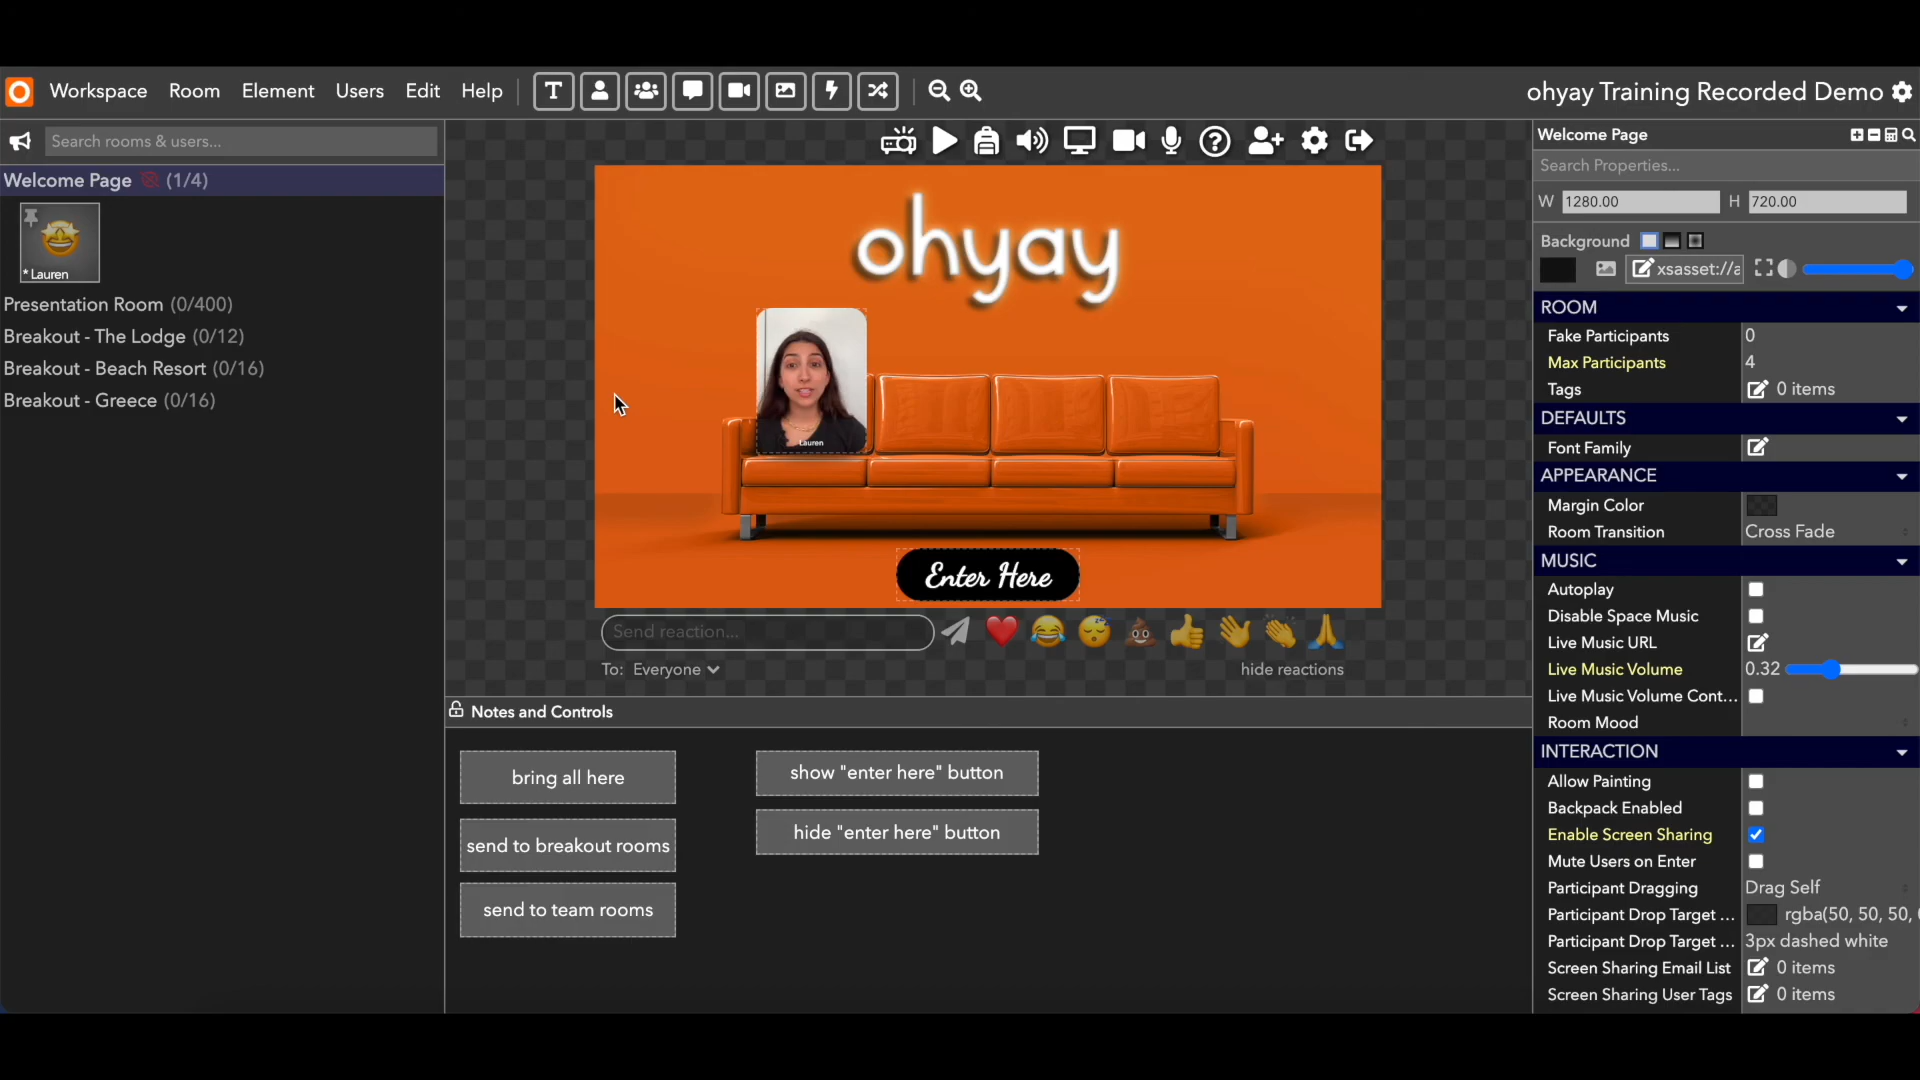 Workspace Room Element Users Edit Help
ohyay Training Recorded Demo
Search rooms & users...
Welcome Page (1/4)
* Lauren
Presentation Room (0/400)
Breakout - The Lodge (0/12)
Breakout - Beach Resort (0/16)
Breakout - Greece (0/16)
ohyay
Lauren
Enter Here
Send reaction...
To: Everyone
hide reactions
Notes and Controls
bring all here
send to breakout rooms
send to team rooms
show "enter here" button
hide "enter here" button
Welcome Page
Search Properties...
W 1280.00 H 720.00
Background
xsasset://a
ROOM
Fake Participants 0
Max Participants 4
Tags 0 items
DEFAULTS
Font Family
APPEARANCE
Margin Color
Room Transition Cross Fade
MUSIC
Autoplay
Disable Space Music
Live Music URL
Live Music Volume 0.32
Live Music Volume Cont...
Room Mood
INTERACTION
Allow Painting
Backpack Enabled
Enable Screen Sharing
Mute Users on Enter
Participant Dragging Drag Self
Participant Drop Target ... rgba(50, 50, 50,
Participant Drop Target ... 3px dashed white
Screen Sharing Email List 0 items
Screen Sharing User Tags 0 items